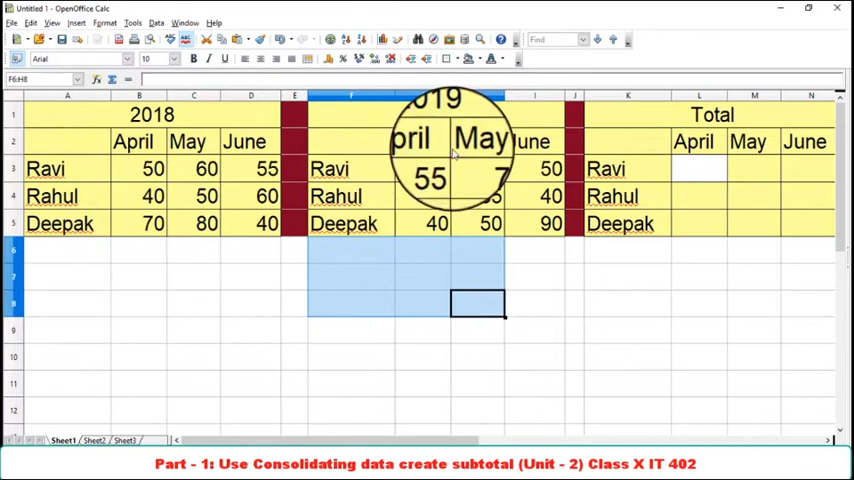 Untitled 1 - OpenOffice Calc
File Edit View Insert Format Tools Data Window Help
Find
Arial 10 B I U
F6:H8
A B C D E F J K L M N
1 2018 2019 Total
2 April May June April May June April May June
3 Ravi 50 60 55 Ravi 55 50 Ravi
4 Rahul 40 50 60 Rahul 40 Rahul
5 Deepak 70 80 40 Deepak 40 50 90 Deepak
6
7
8
9
10
11
12
Sheet1 Sheet2 Sheet3
Part - 1: Use Consolidating data create subtotal (Unit - 2) Class X IT 402